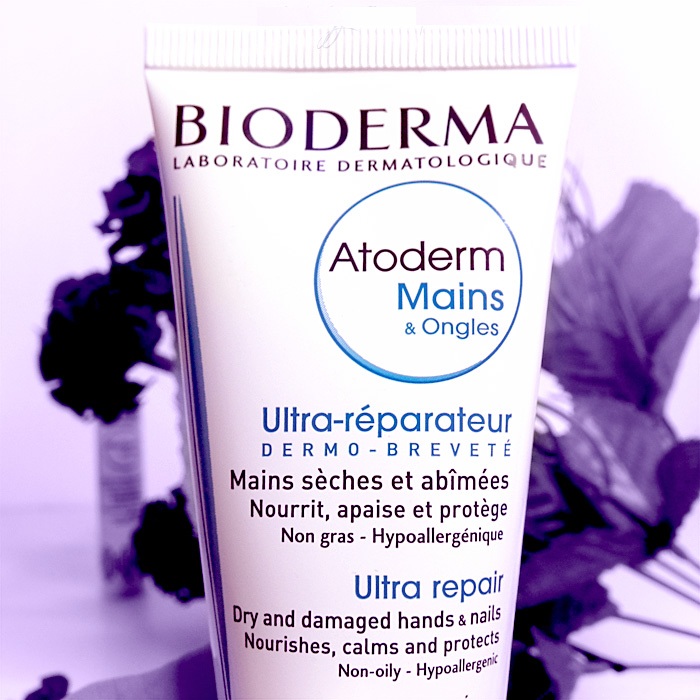 BIODERMA
LABORATOIRE DERMATOLOGIQUE
Atoderm
Mains
& Ongles
Ultra-réparateur
DERMO-BREVETÉ
Mains sèches et abîmées
Nourrit, apaise et protège
Non gras - Hypoallergénique
Ultra repair
Dry and damaged hands & nails
Nourishes, calms and protects
Non-oily - Hypoallergenic